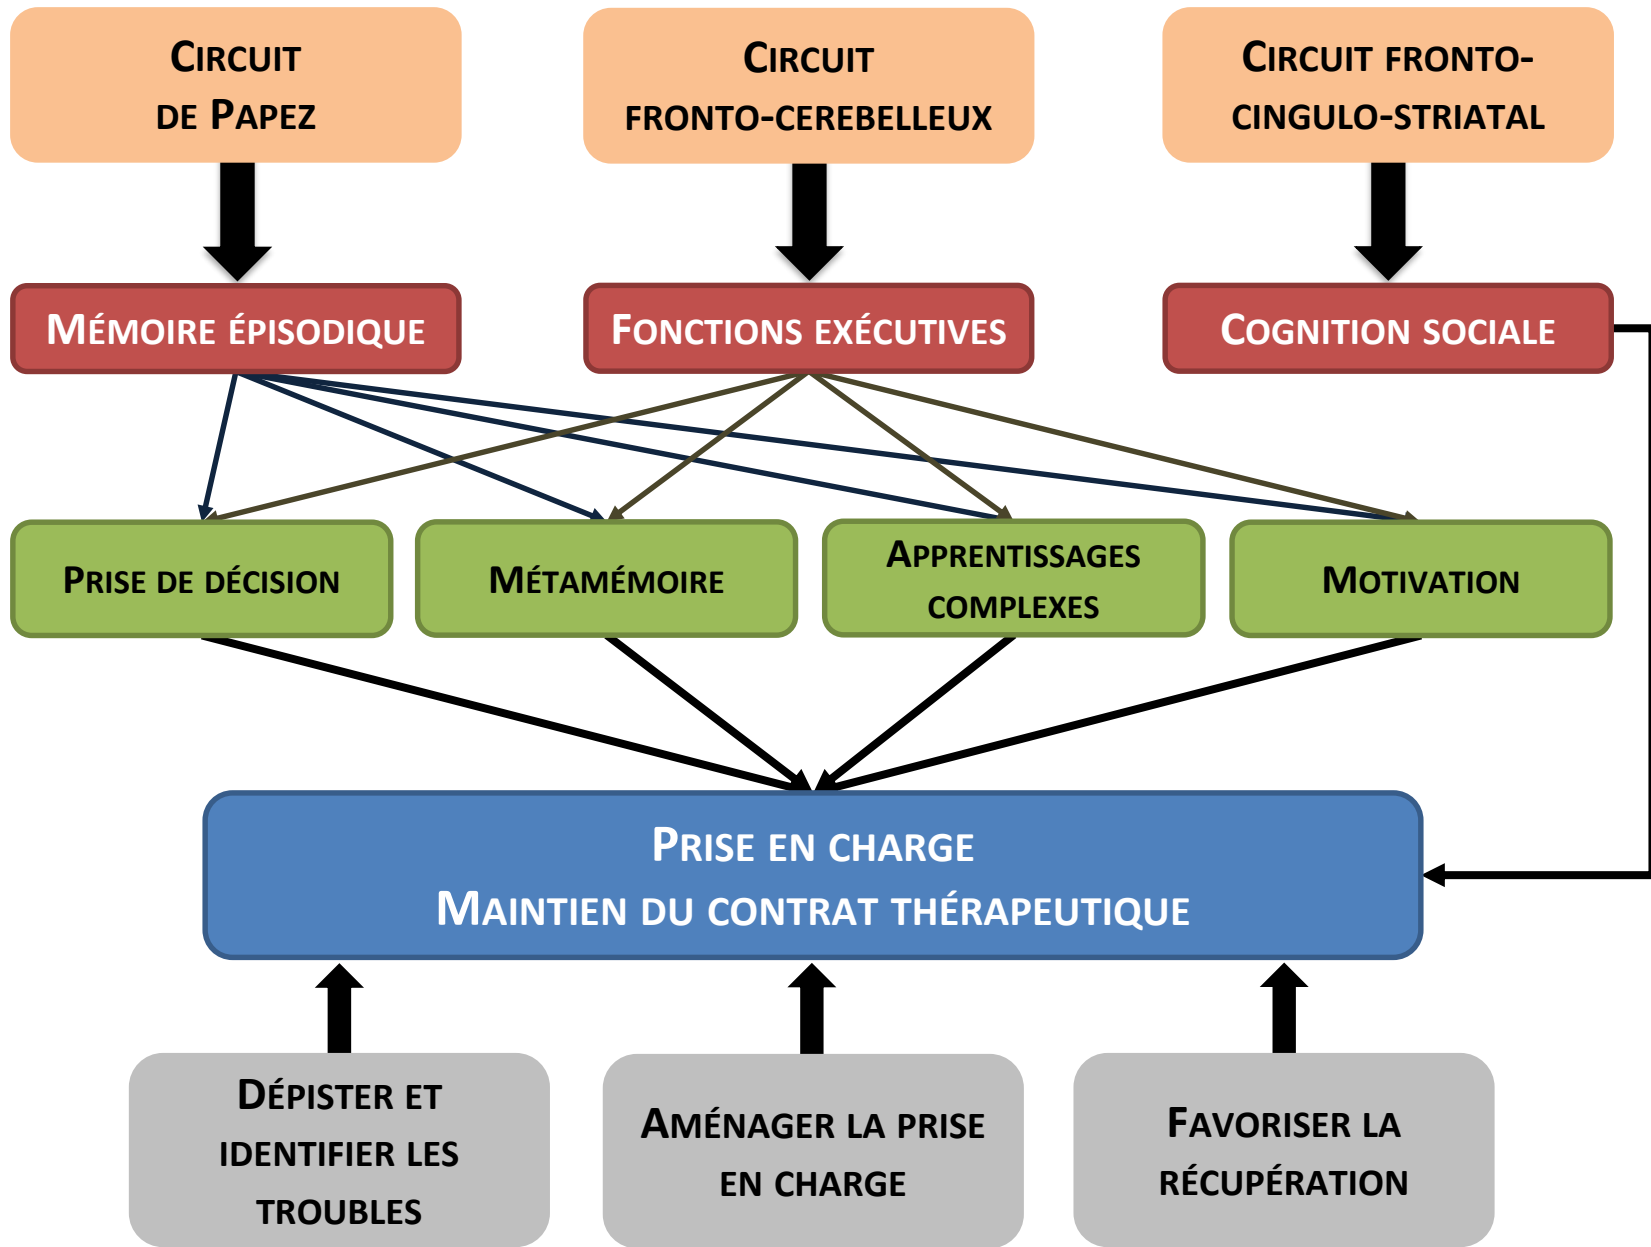 CIRCUIT
DE PAPEZ
CIRCUIT
FRONTO-CEREBELLEUX
CIRCUIT FRONTO-
CINGULO-STRIATAL
MÉMOIRE ÉPISODIQUE
FONCTIONS EXÉCUTIVES
COGNITION SOCIALE
PRISE DE DÉCISION
MÉTAMÉMOIRE
APPRENTISSAGES
COMPLEXES
MOTIVATION
PRISE EN CHARGE
MAINTIEN DU CONTRAT THÉRAPEUTIQUE
DÉPISTER ET
IDENTIFIER LES
TROUBLES
AMÉNAGER LA PRISE
EN CHARGE
FAVORISER LA
RÉCUPÉRATION